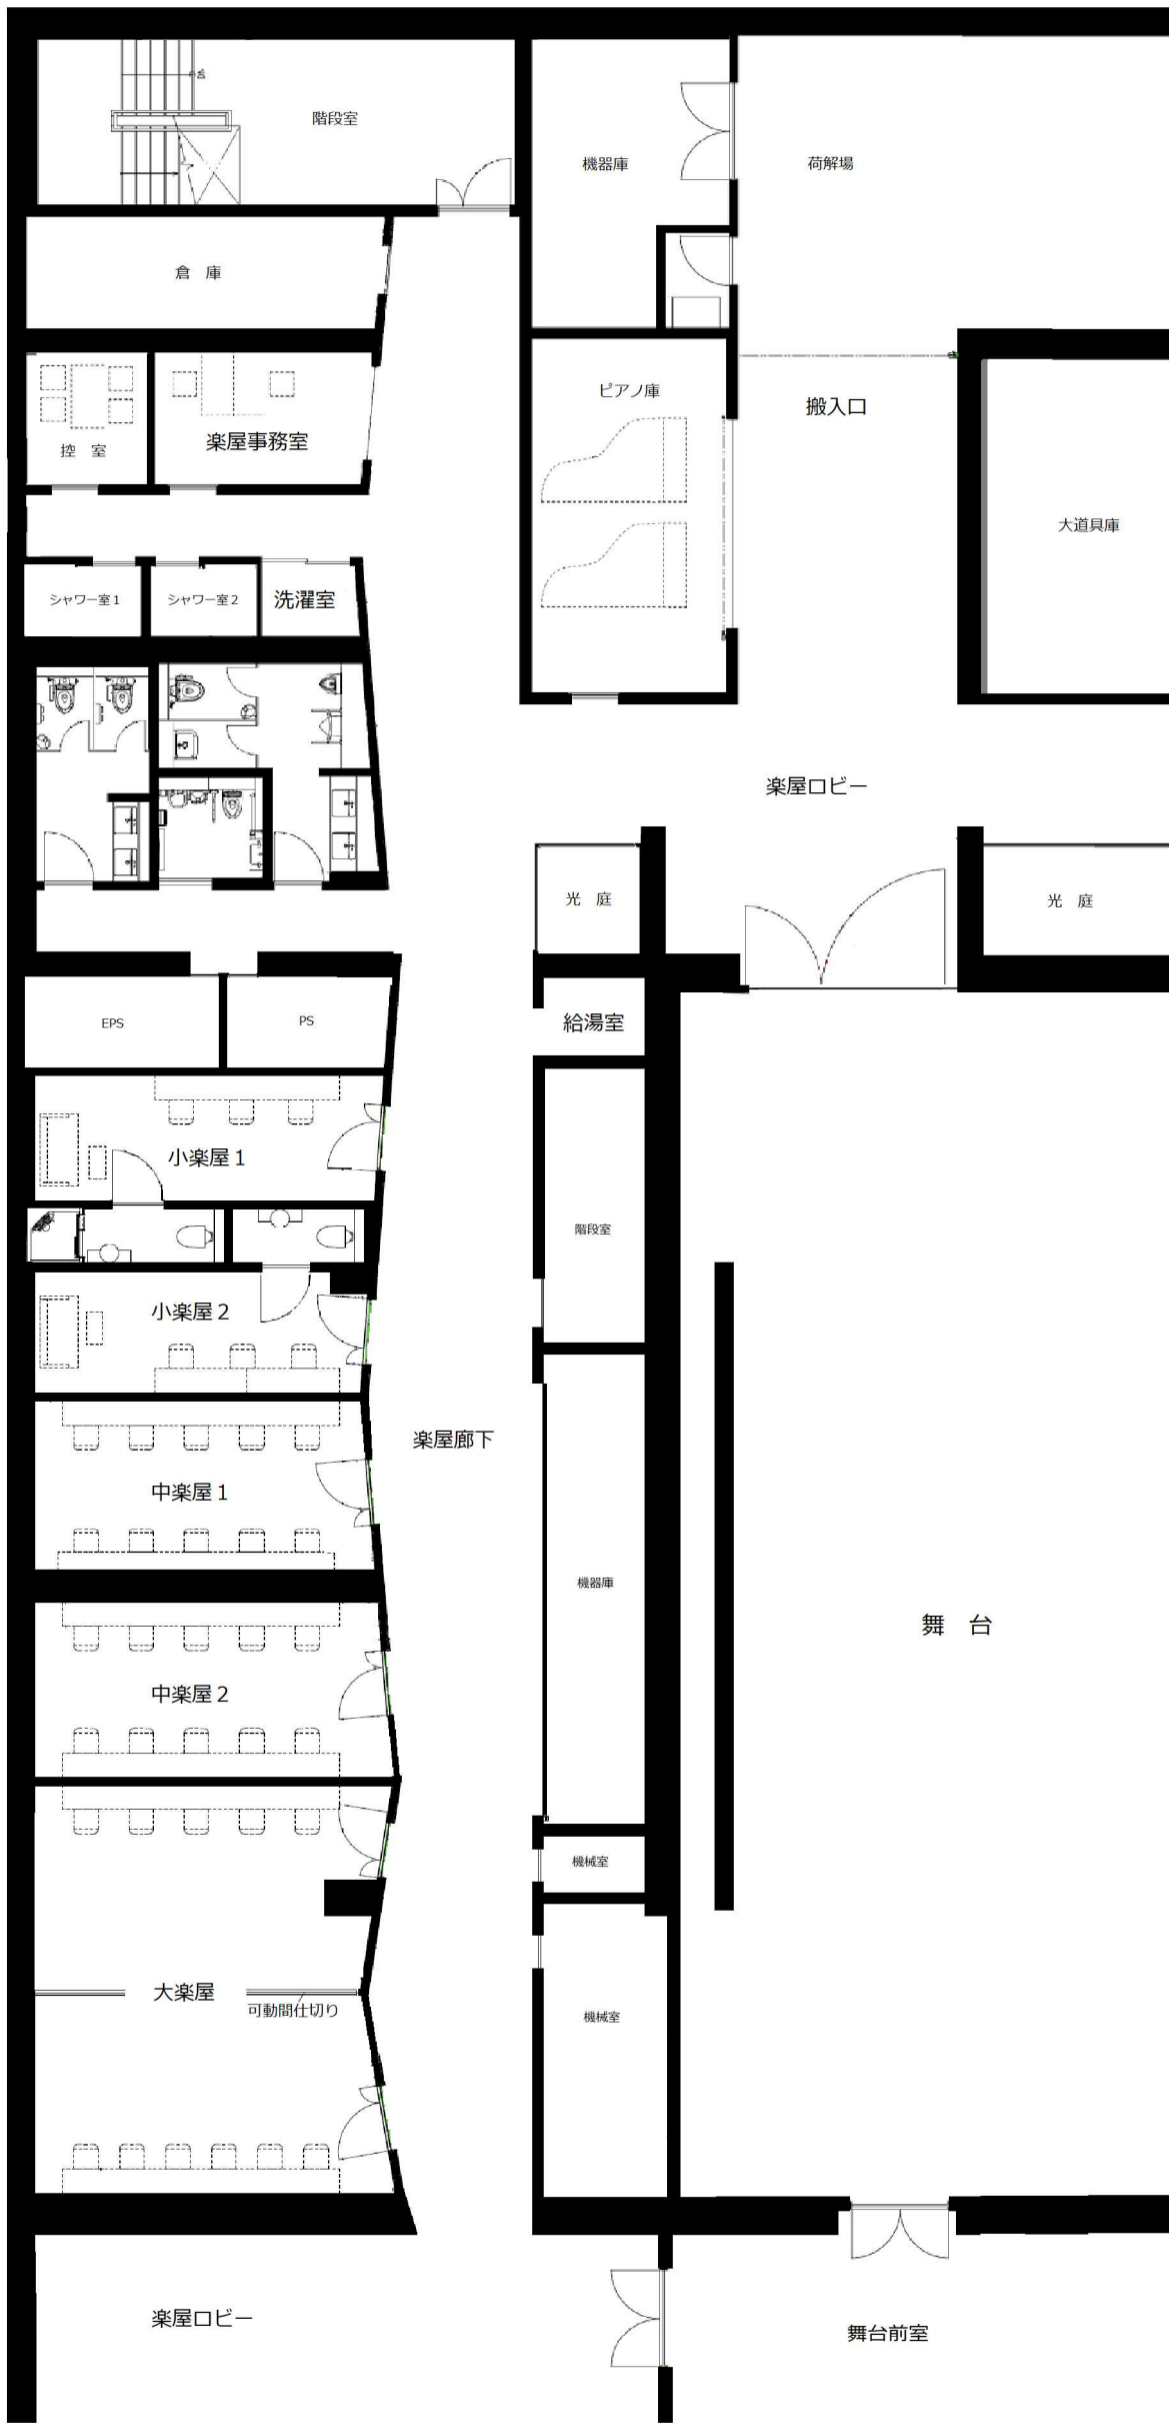 階段室
機器庫
荷解場
倉　庫
ピアノ庫
搬入口
控　室
楽屋事務室
大道具庫
シャワー室１
シャワー室２
洗濯室
楽屋ロビー
光　庭
光　庭
EPS
PS
給湯室
小楽屋１
階段室
小楽屋２
楽屋廊下
中楽屋１
機器庫
舞　台
中楽屋２
機械室
大楽屋
可動間仕切り
機械室
楽屋ロビー
舞台前室